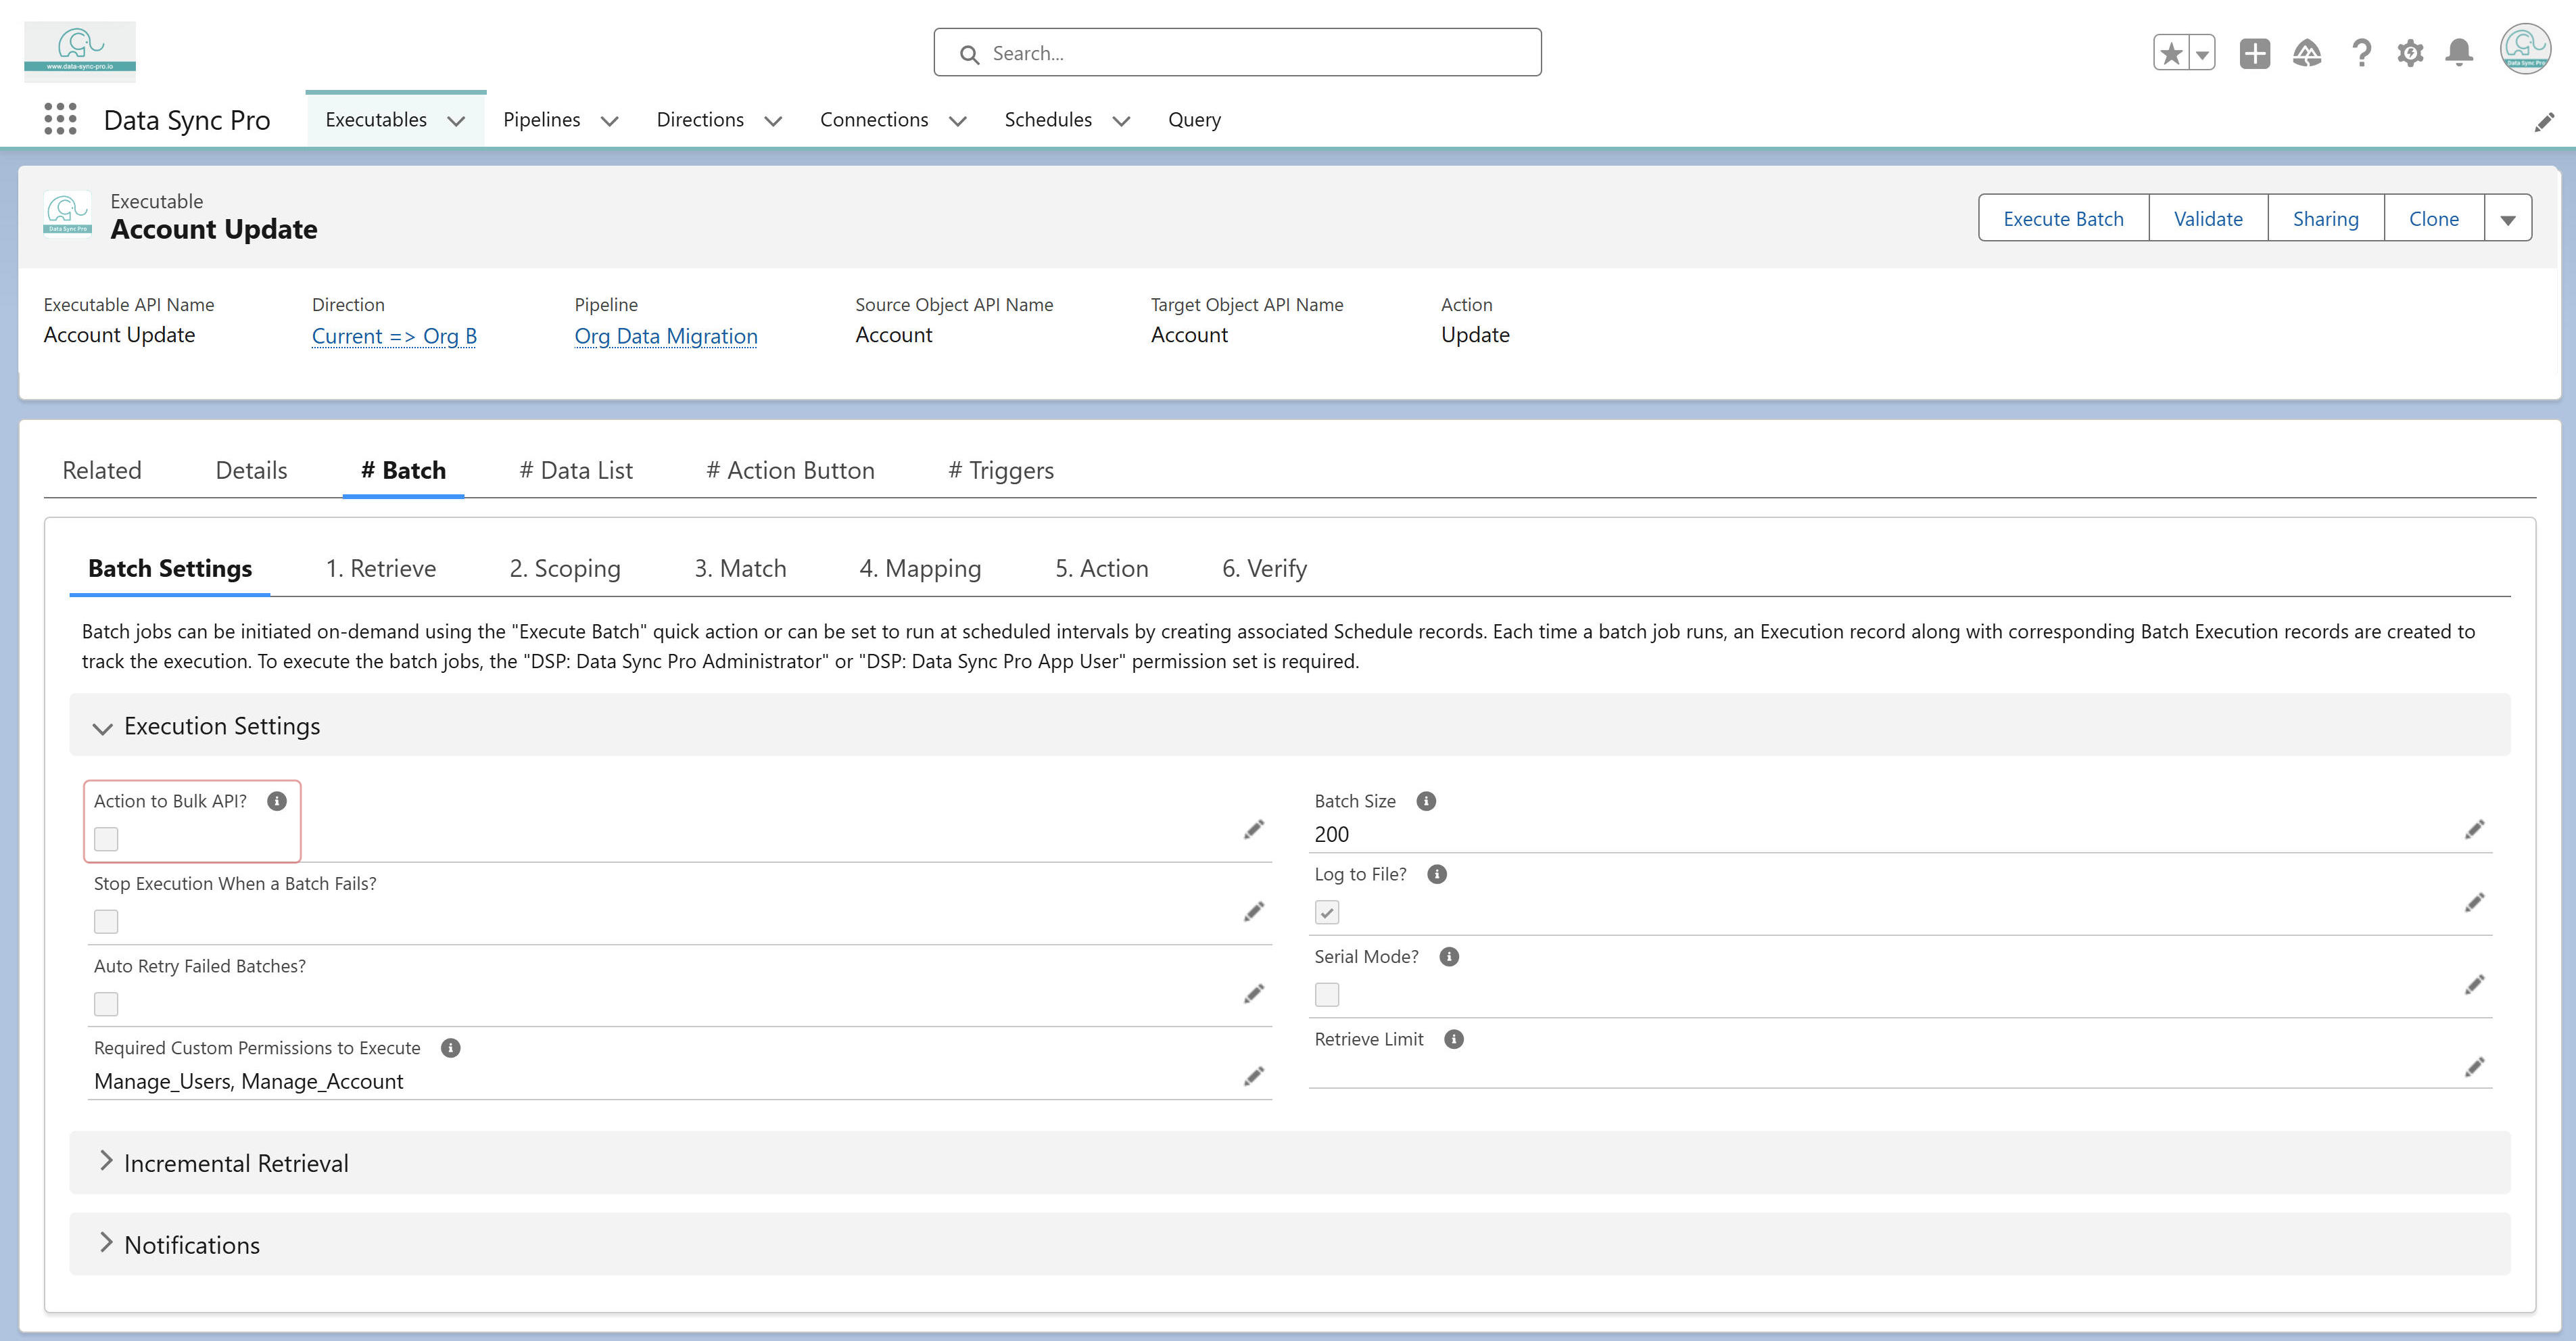 www.data-sync-pro.io
Search...
Data Sync Pro
Data Sync Pro
Executables
Pipelines
Directions
Connections
Schedules
Query
Data Sync Pro
Executable
Account Update
Execute Batch
Validate
Sharing
Clone
Executable API Name
Account Update
Direction
Current => Org B
Pipeline
Org Data Migration
Source Object API Name
Account
Target Object API Name
Account
Action
Update
Related
Details
# Batch
# Data List
# Action Button
# Triggers
Batch Settings
1. Retrieve
2. Scoping
3. Match
4. Mapping
5. Action
6. Verify
Batch jobs can be initiated on-demand using the "Execute Batch" quick action or can be set to run at scheduled intervals by creating associated Schedule records. Each time a batch job runs, an Execution record along with corresponding Batch Execution records are created to
track the execution. To execute the batch jobs, the "DSP: Data Sync Pro Administrator" or "DSP: Data Sync Pro App User" permission set is required.
Execution Settings
Action to Bulk API?
Batch Size
200
Stop Execution When a Batch Fails?
Log to File?
Auto Retry Failed Batches?
Serial Mode?
Required Custom Permissions to Execute
Manage_Users, Manage_Account
Retrieve Limit
Incremental Retrieval
Notifications